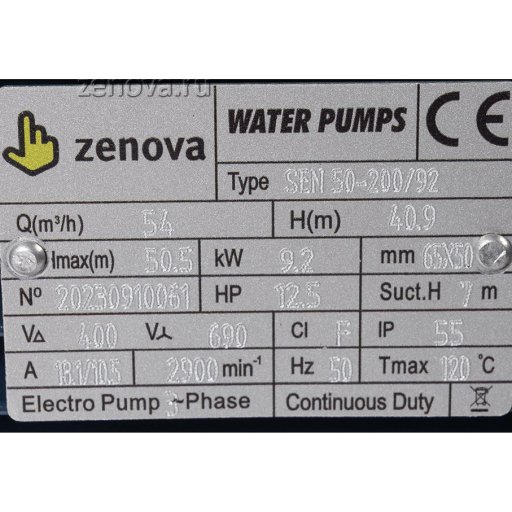 zenova.ru
zenova WATER PUMPS CE
Type SEN 50-200/92
Q(m³/h) 54 H(m) 40.9
Imax(m) 50.5 kW 9.2 mm 65X50
Nº 20230910061 HP 12.5 Suct.H 7 m
V△ 400 V⅄ 690 Cl F IP 55
A 18.1/10.5 2900 min⁻¹ Hz 50 Tmax 120 °C
Electro Pump 3~Phase Continuous Duty